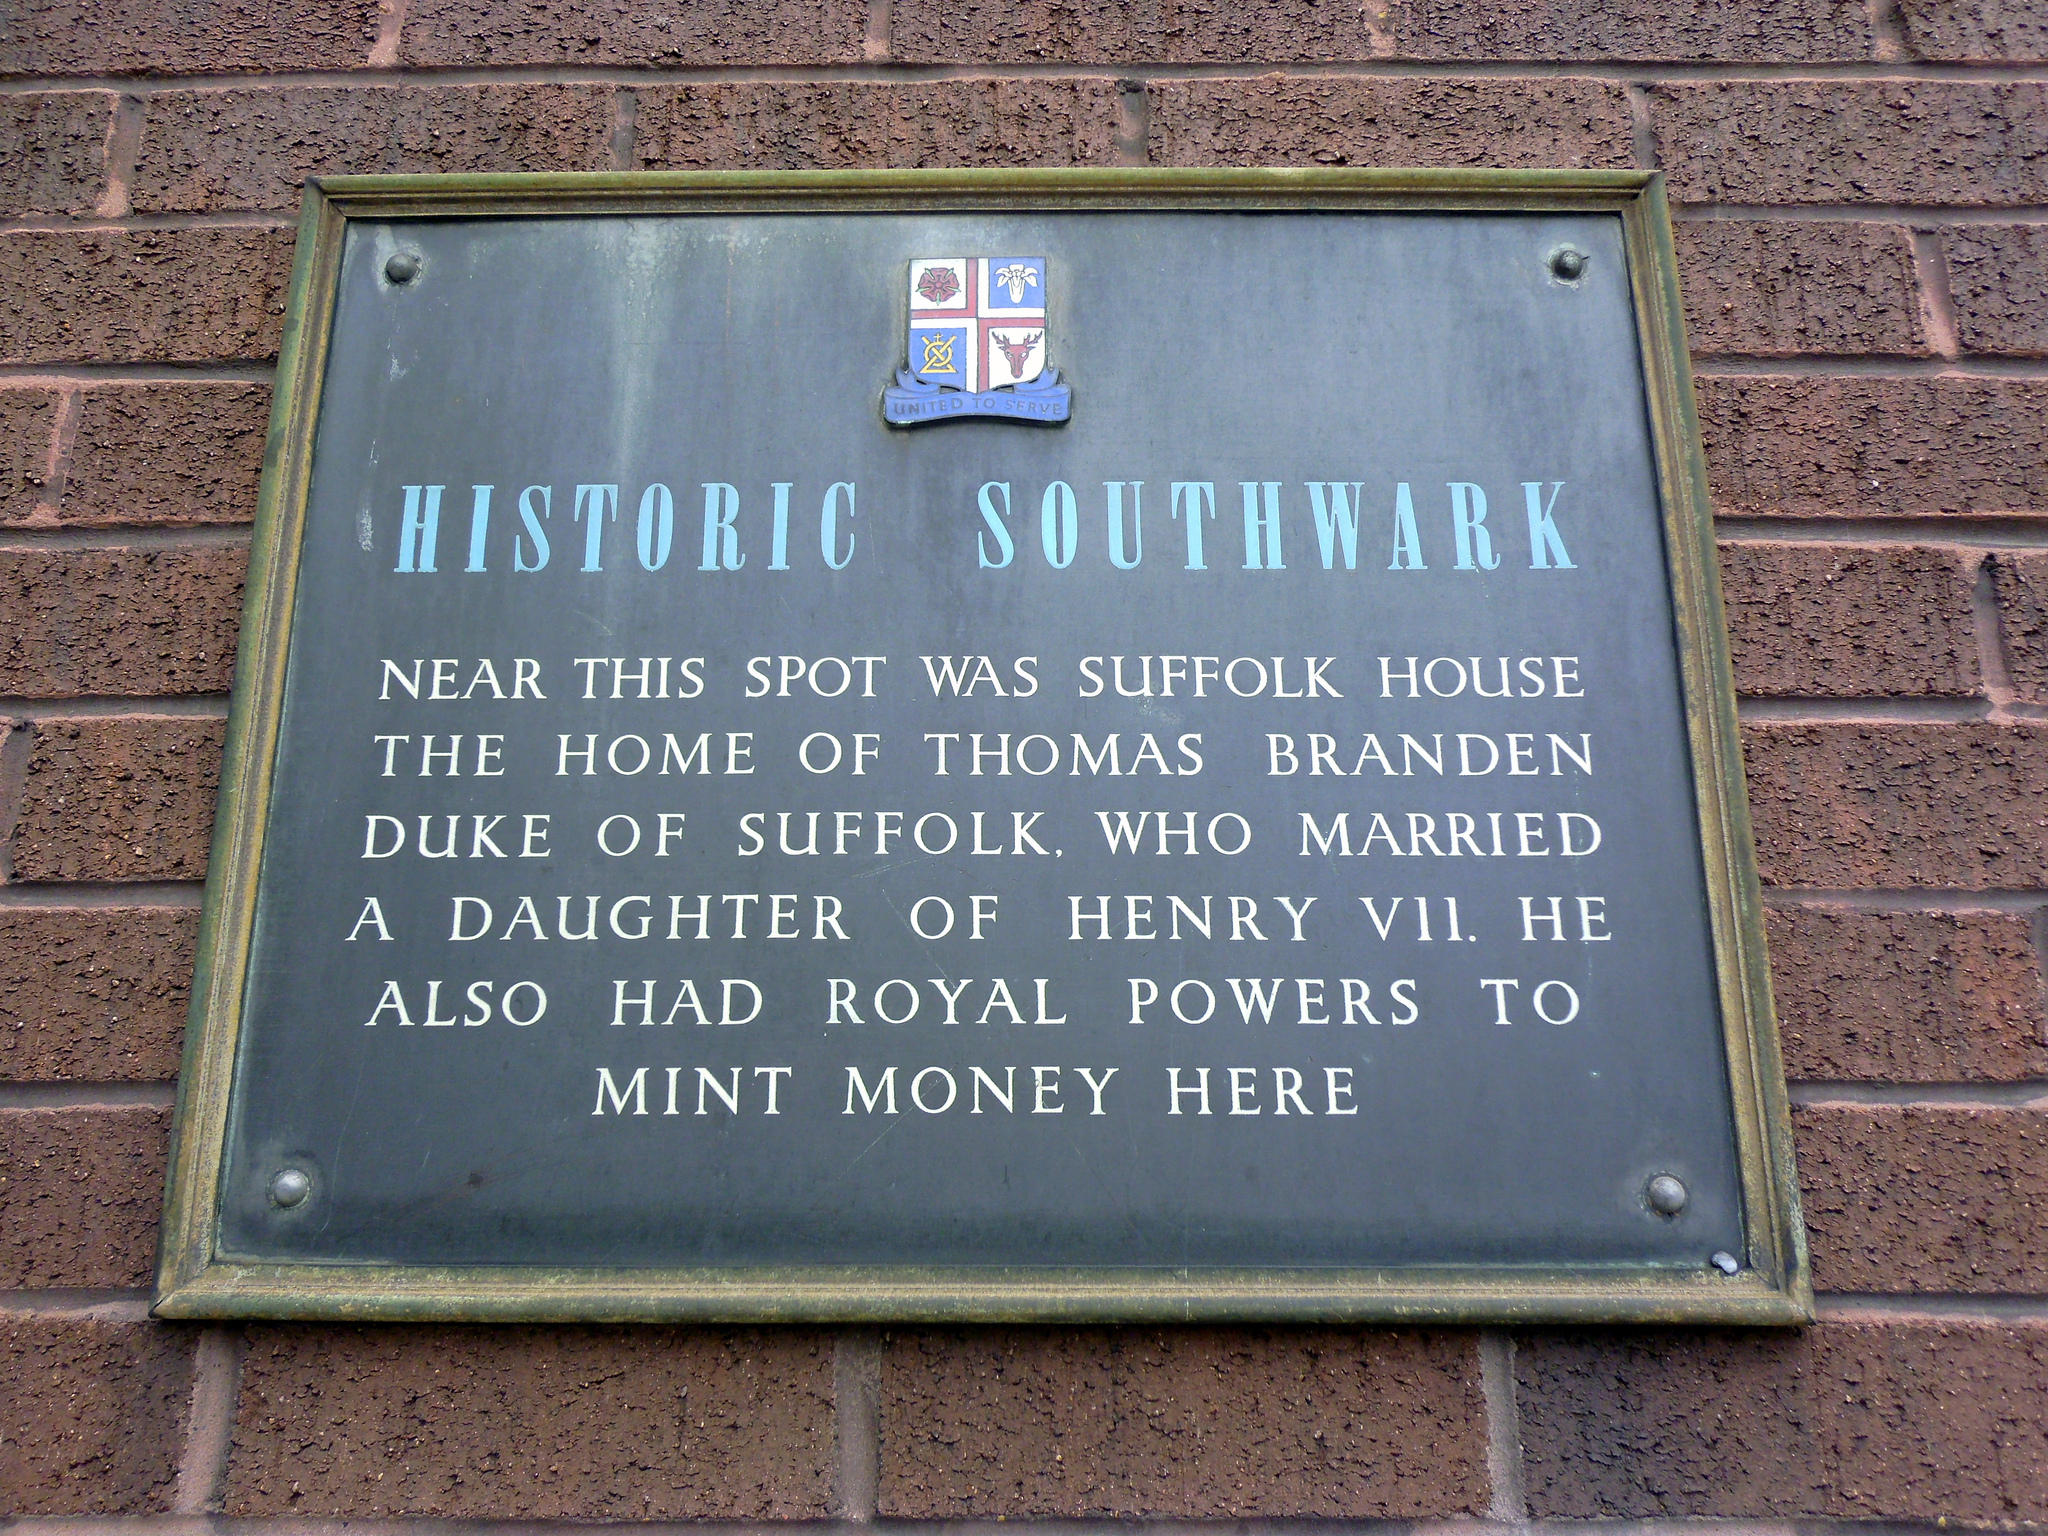 UNITED TO SERVE
HISTORIC SOUTHWARK
NEAR THIS SPOT WAS SUFFOLK HOUSE
THE HOME OF THOMAS BRANDEN
DUKE OF SUFFOLK, WHO MARRIED
A DAUGHTER OF HENRY VII. HE
ALSO HAD ROYAL POWERS TO
MINT MONEY HERE